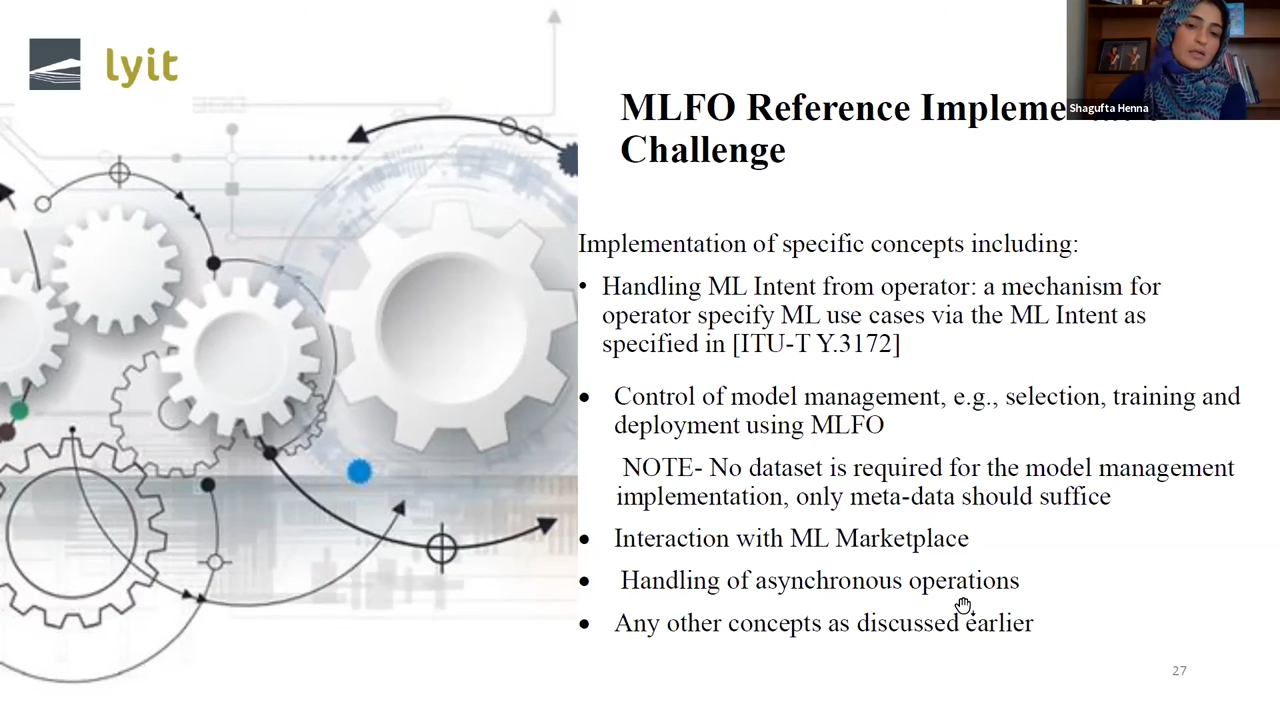 lyit
Shagufta Henna
MLFO Reference
Challenge
Implementation of specific concepts including:
• Handling ML Intent from operator: a mechanism for
operator specify ML use cases via the ML Intent as
specified in [ITU-T Y.3172]
• Control of model management, e.g., selection, training and
deployment using MLFO
NOTE- No dataset is required for the model management
implementation, only meta-data should suffice
• Interaction with ML Marketplace
• Handling of asynchronous operations
• Any other concepts as discussed earlier
27